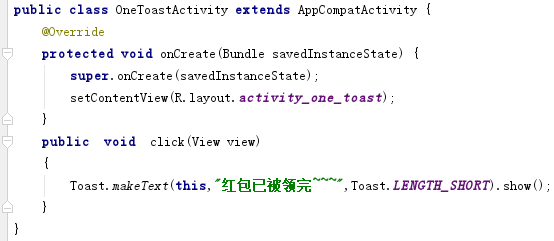 public class OneToastActivity extends AppCompatActivity {
@Override
protected void onCreate(Bundle savedInstanceState) {
super.onCreate(savedInstanceState);
setContentView(R.layout.activity_one_toast);
}
public  void  click(View view)
{
Toast.makeText(this,"红包已被领完~~~",Toast.LENGTH_SHORT).show();
}
}